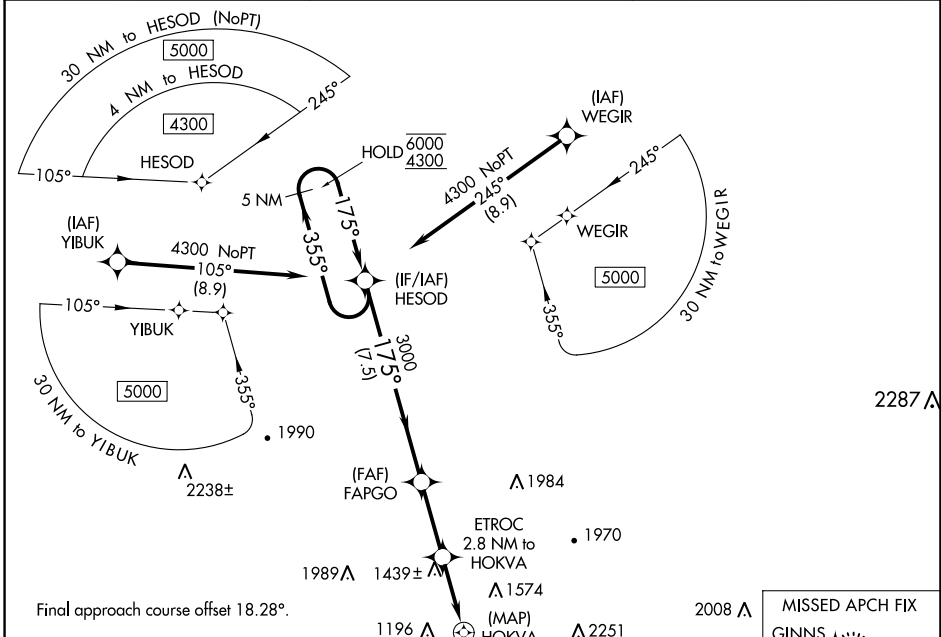 30 NM to HESOD (NoPT)
5000
4 NM to HESOD
4300
245°
105°
HESOD
HOLD 6000
4300
5 NM
175°
355°
(IAF)
WEGIR
4300 NoPT
245°
(8.9)
245°
WEGIR
5000
355°
30 NM to WEGIR
(IAF)
YIBUK
4300 NoPT
105°
(8.9)
(IF/IAF)
HESOD
105°
YIBUK
5000
355°
30 NM to YIBUK
3000
175°
(7.5)
2287
1990
2238±
(FAF)
FAPGO
1984
ETROC
2.8 NM to
HOKVA
1970
1989
1439±
1574
Final approach course offset 18.28°.
2008
MISSED APCH FIX
1196
(MAP)
HOKVA
2251
GINNS